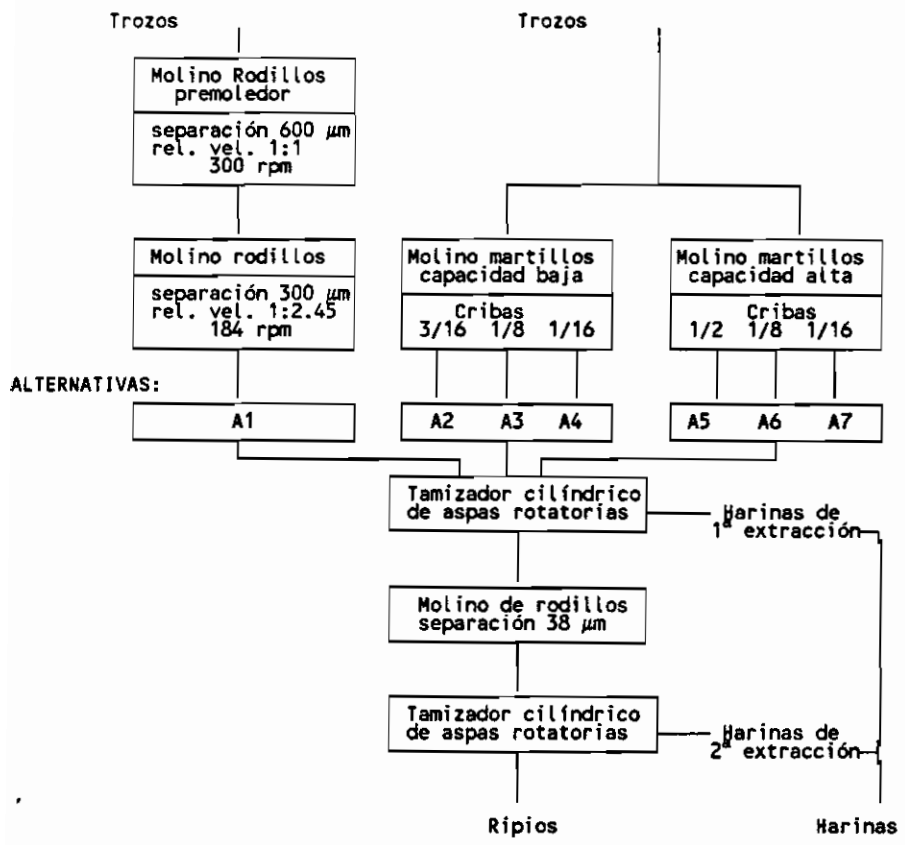 Trozos
Trozos
Molino Rodillos
premoledor
separación 600 µm
rel. vel. 1:1
300 rpm
Molino rodillos
separación 300 µm
rel. vel. 1:2.45
184 rpm
Molino martillos
capacidad baja
Cribas
3/16 1/8 1/16
Molino martillos
capacidad alta
Cribas
1/2 1/8 1/16
ALTERNATIVAS:
A1
A2 A3 A4
A5 A6 A7
Tamizador cilíndrico
de aspas rotatorias
Harinas de
1ª extracción
Molino de rodillos
separación 38 µm
Tamizador cilíndrico
de aspas rotatorias
Harinas de
2ª extracción
Ripios
Harinas